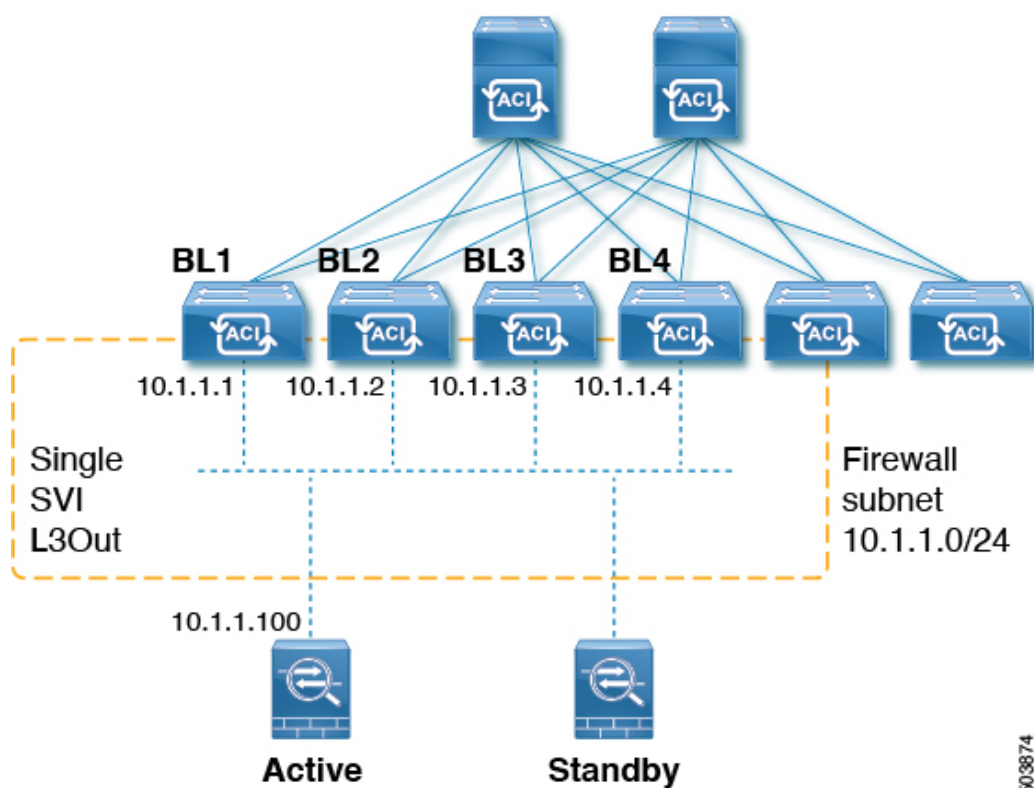 ACI
ACI
BL1
BL2
BL3
BL4
ACI
ACI
ACI
ACI
ACI
ACI
10.1.1.1
10.1.1.2
10.1.1.3
10.1.1.4
Single
SVI
L3Out
Firewall
subnet
10.1.1.0/24
10.1.1.100
Active
Standby
503874